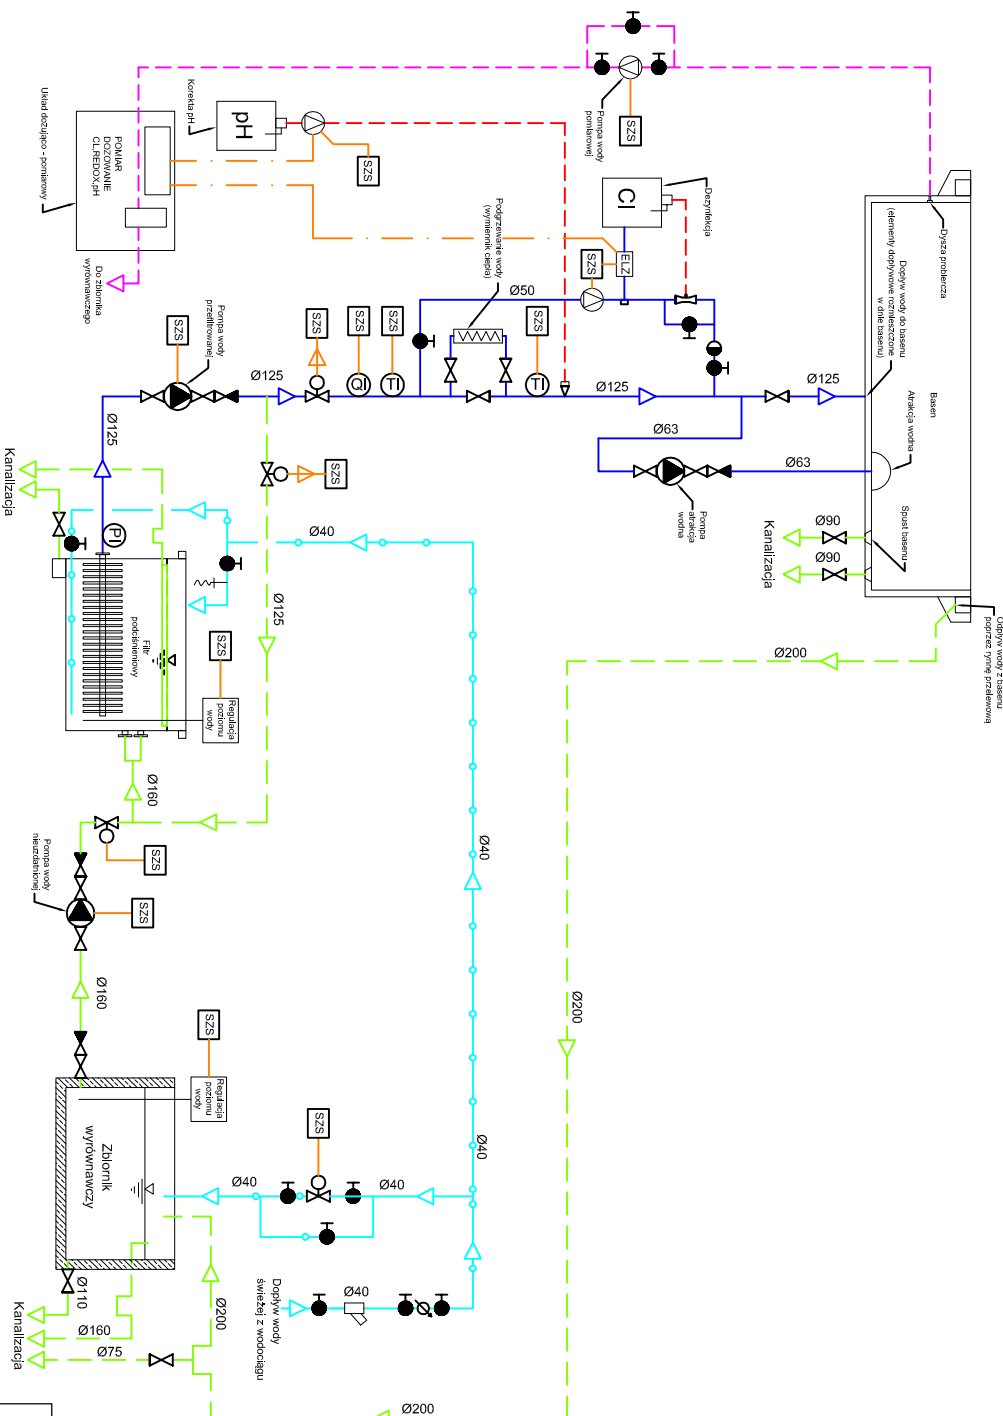 SZS
Pompa wody
pomiarowej
Korekta pH
pH
SZS
POMIAR
DOZOWANIE
CL,REDOX,pH
Układ dozująco - pomiarowy
Do zbiornika
wyrównawczego
Cl
Dezynfekcja
ELZ
SZS
Podgrzewanie wody
(wymiennik ciepła)
Ø50
Dysza probiercza
Dopływ wody do basenu
(elementy dopływowe rozmieszczone
w dnie basenu)
Basen
Atrakcja wodna
Spust basenu
Odpływ wody z basenu
poprzez rynnę przelewową
Pompa wody
przefiltrowanej
SZS
SZS
SZS
SZS
SZS
QI
TI
TI
Ø125
Ø125
Ø125
Ø125
Ø63
Ø63
Pompa
atrakcja
wodna
SZS
Ø90
Ø90
Kanalizacja
Kanalizacja
PI
Ø40
Ø125
Filtr
podciśnieniowy
SZS
Regulacja
poziomu
wody
Ø200
Ø160
SZS
Pompa wody
nieuzdatnionej
SZS
Ø40
Ø160
Ø200
SZS
Regulacja
poziomu
wody
Zbiornik
wyrównawczy
SZS
Ø40
Ø40
Ø40
Ø110
Ø160
Ø75
Kanalizacja
Ø200
Dopływ wody
świeżej z wodociągu
Ø40
Ø200